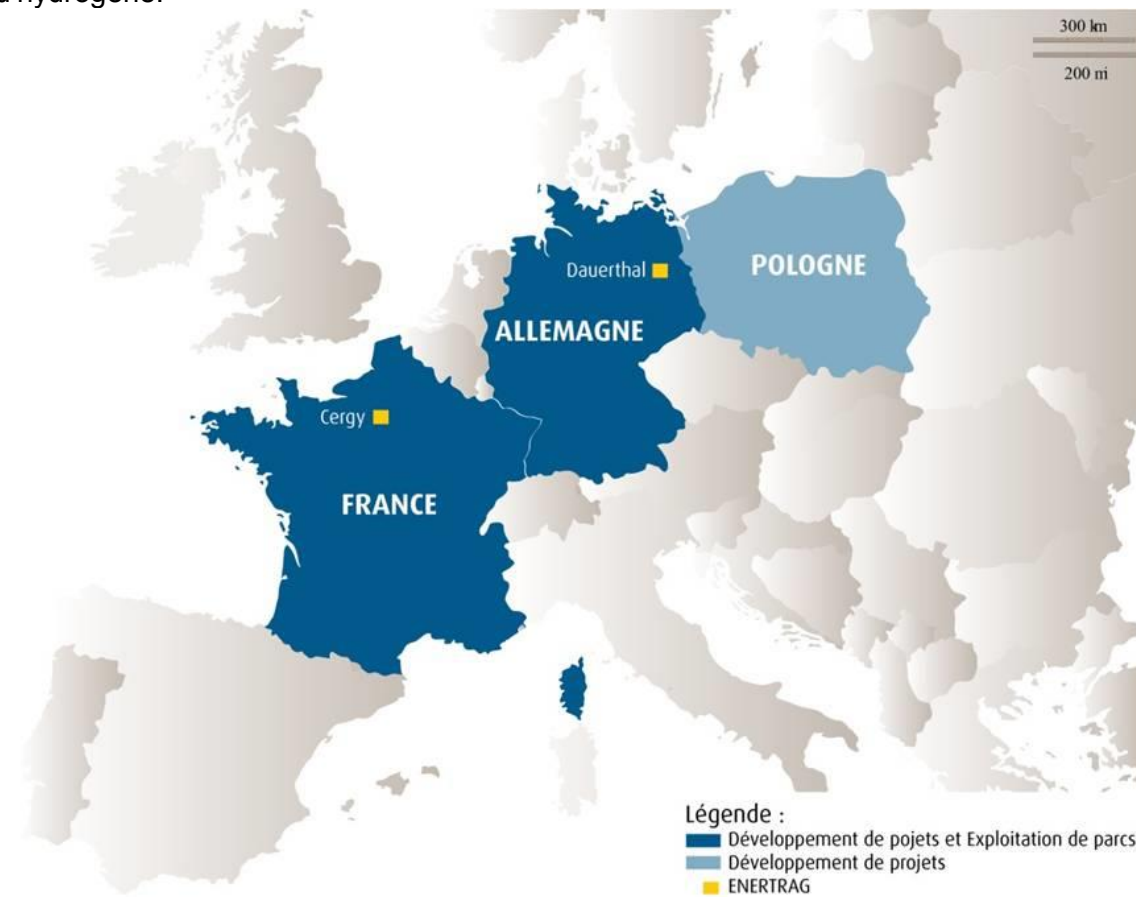 d'hydrogène.
300 km
200 mi
POLOGNE
Dauerthal
ALLEMAGNE
Cergy
FRANCE
Légende :
Développement de pojets et Exploitation de parcs
Développement de projets
ENERTRAG